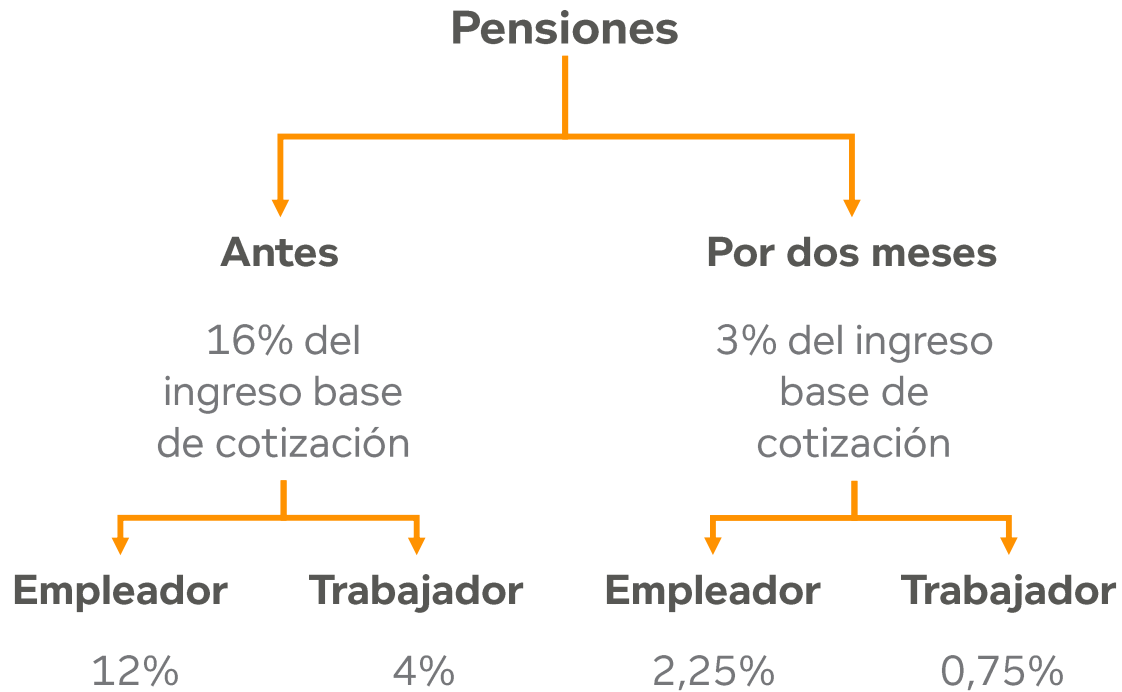 Pensiones
Antes
16% del
ingreso base
de cotización
Empleador
12%
Trabajador
4%
Por dos meses
3% del ingreso
base de
cotización
Empleador
2,25%
Trabajador
0,75%